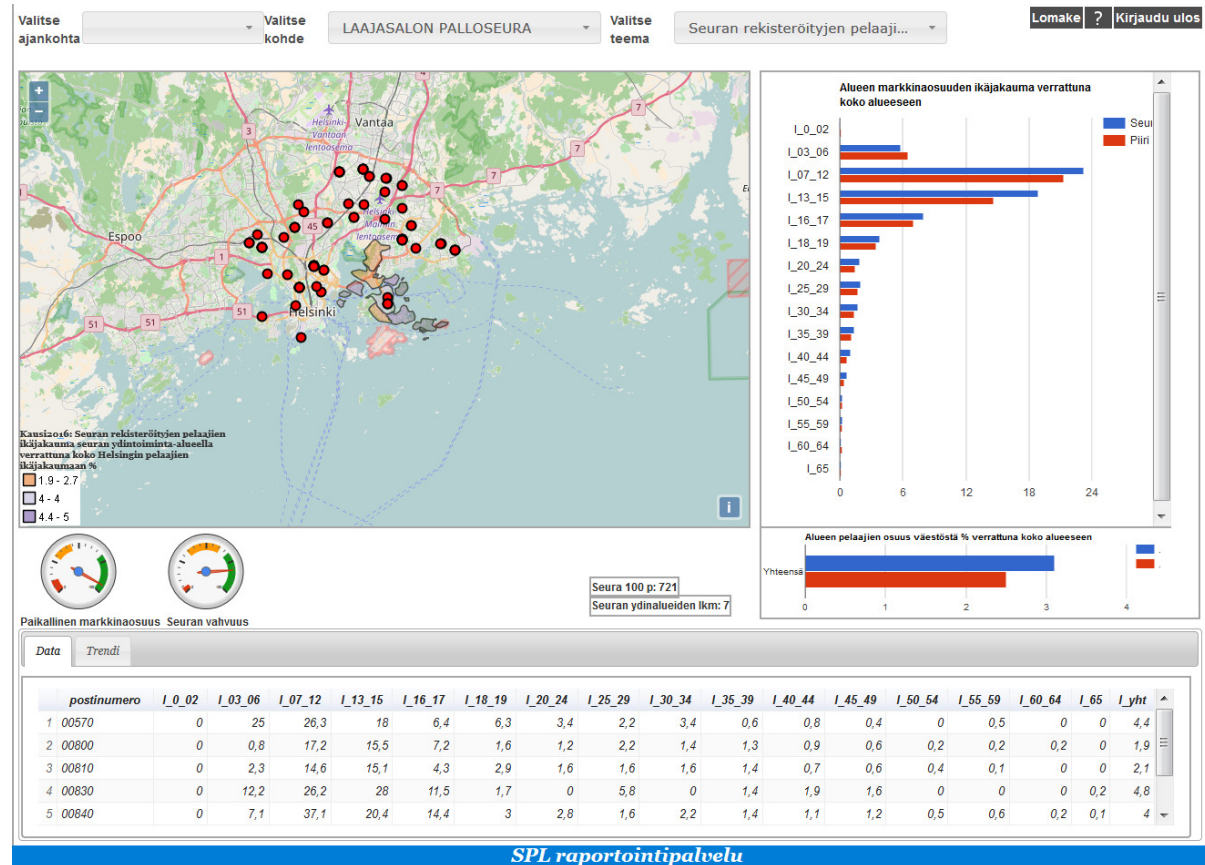 Valitse ajankohta
Valitse kohde
LAAJASALON PALLOSEURA
Valitse teema
Seuran rekisteröityjen pelaaji...
Lomake ? Kirjaudu ulos
+
−
Helsinki-Vantaan lentoasema
Vantaa
Espoo
Helsinki-Malmin lentoasema
Helsinki
3
4
7
7
7
7
45
1
1
51
51
51
Kausi2016: Seuran rekisteröityjen pelaajien
ikäjakauma seuran ydintoiminta-alueella
verrattuna koko Helsingin pelaajien
ikäjakaumaan %
1.9 - 2.7
4 - 4
4.4 - 5
i
Alueen markkinaosuuden ikäjakauma verrattuna
koko alueeseen
Seur
Piiri
I_0_02
I_03_06
I_07_12
I_13_15
I_16_17
I_18_19
I_20_24
I_25_29
I_30_34
I_35_39
I_40_44
I_45_49
I_50_54
I_55_59
I_60_64
I_65
0 6 12 18 24
Alueen pelaajien osuus väestöstä % verrattuna koko alueeseen
Yhteensä
0 1 2 3 4
Paikallinen markkinaosuus
Seuran vahvuus
Seura 100 p: 721
Seuran ydinalueiden lkm: 7
Data Trendi
postinumero I_0_02 I_03_06 I_07_12 I_13_15 I_16_17 I_18_19 I_20_24 I_25_29 I_30_34 I_35_39 I_40_44 I_45_49 I_50_54 I_55_59 I_60_64 I_65 I_yht
1 00570 0 25 26,3 18 6,4 6,3 3,4 2,2 3,4 0,6 0,8 0,4 0 0,5 0 0 4,4
2 00800 0 0,8 17,2 15,5 7,2 1,6 1,2 2,2 1,4 1,3 0,9 0,6 0,2 0,2 0,2 0 1,9
3 00810 0 2,3 14,6 15,1 4,3 2,9 1,6 1,6 1,6 1,4 0,7 0,6 0,4 0,1 0 0 2,1
4 00830 0 12,2 26,2 28 11,5 1,7 0 5,8 0 1,4 1,9 1,6 0 0 0 0,2 4,8
5 00840 0 7,1 37,1 20,4 14,4 3 2,8 1,6 2,2 1,4 1,1 1,2 0,5 0,6 0,2 0,1 4
SPL raportointipalvelu